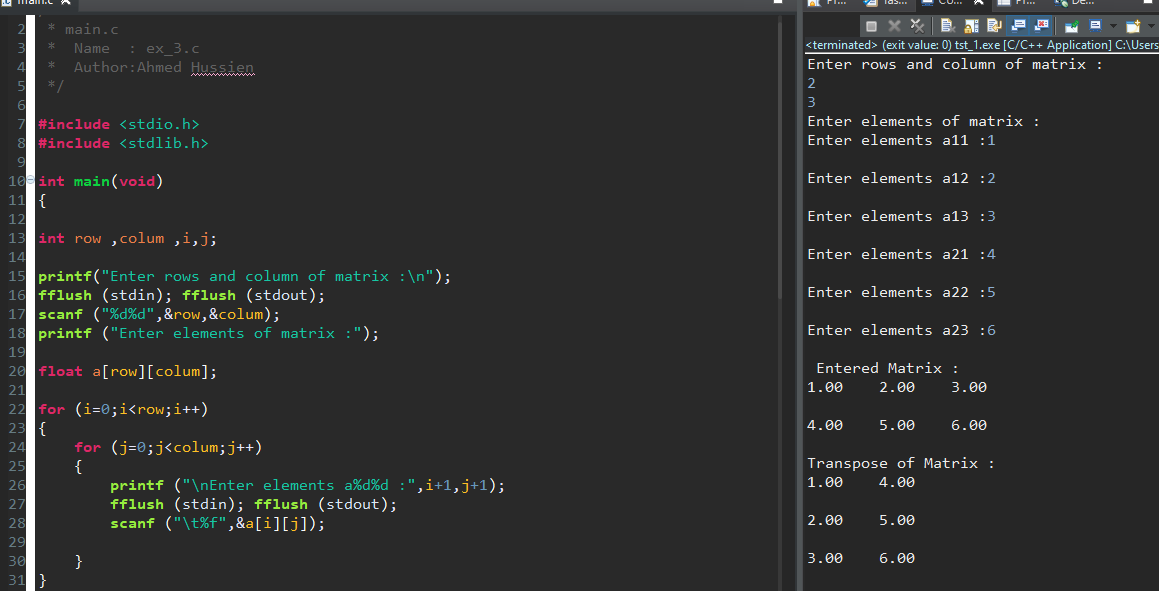 main.c
2 * main.c
3 *  Name  : ex_3.c
4 *  Author:Ahmed Hussien
5 */
6
7 #include <stdio.h>
8 #include <stdlib.h>
9
10 int main(void)
11 {
12
13 int row ,colum ,i,j;
14
15 printf("Enter rows and column of matrix :\n");
16 fflush (stdin); fflush (stdout);
17 scanf ("%d%d",&row,&colum);
18 printf ("Enter elements of matrix :");
19
20 float a[row][colum];
21
22 for (i=0;i<row;i++)
23 {
24     for (j=0;j<colum;j++)
25     {
26         printf ("\nEnter elements a%d%d :",i+1,j+1);
27         fflush (stdin); fflush (stdout);
28         scanf ("\t%f",&a[i][j]);
29
30     }
31 }
<terminated> (exit value: 0) tst_1.exe [C/C++ Application] C:\Users
Enter rows and column of matrix :
2
3
Enter elements of matrix :
Enter elements a11 :1
Enter elements a12 :2
Enter elements a13 :3
Enter elements a21 :4
Enter elements a22 :5
Enter elements a23 :6
Entered Matrix :
1.00    2.00    3.00
4.00    5.00    6.00
Transpose of Matrix :
1.00    4.00
2.00    5.00
3.00    6.00